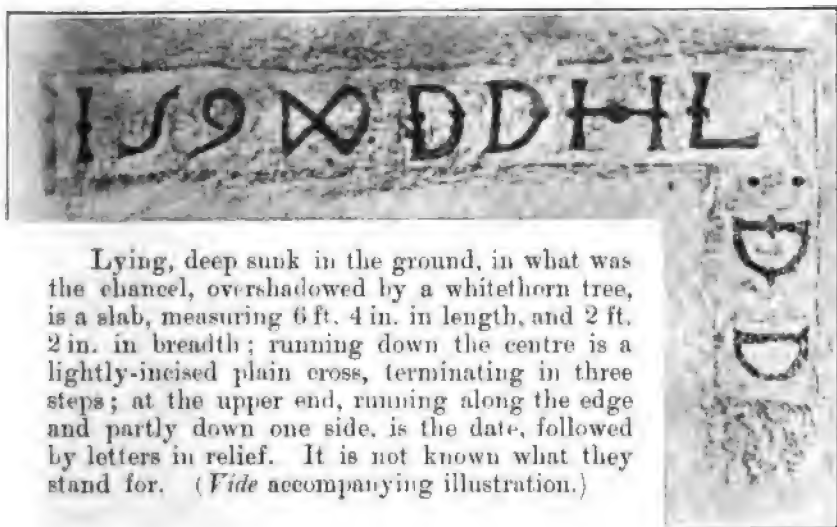 1598 DDHL
: D D
Lying, deep sunk in the ground, in what was
the chancel, overshadowed by a whitethorn tree,
is a slab, measuring 6 ft. 4 in. in length, and 2 ft.
2 in. in breadth; running down the centre is a
lightly-incised plain cross, terminating in three
steps; at the upper end, running along the edge
and partly down one side, is the date, followed
by letters in relief. It is not known what they
stand for. (Vide accompanying illustration.)